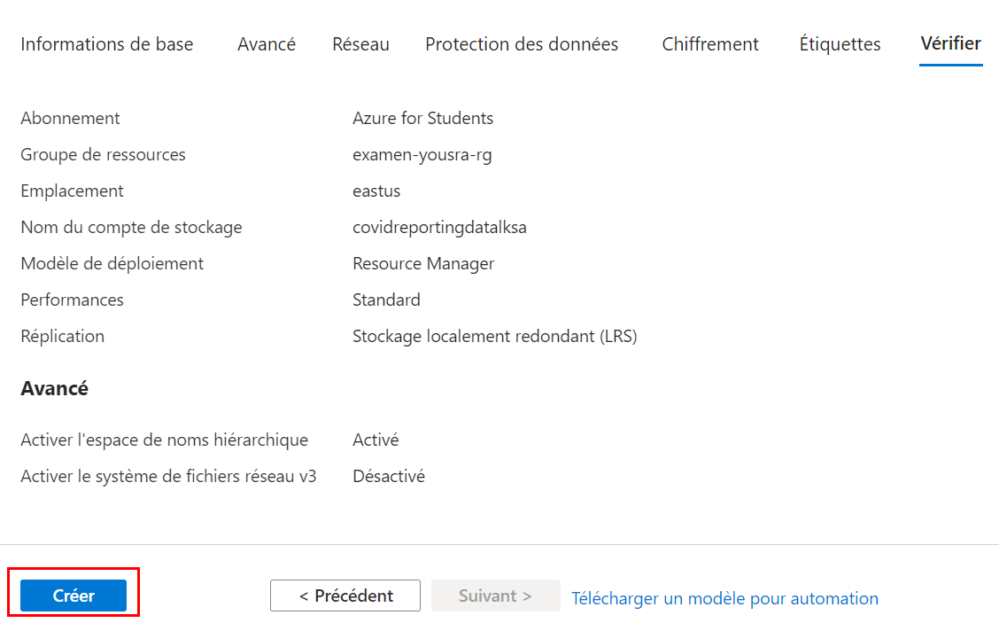 Informations de base Avancé Réseau Protection des données Chiffrement Étiquettes Vérifier
Abonnement Azure for Students
Groupe de ressources examen-yousra-rg
Emplacement eastus
Nom du compte de stockage covidreportingdatalksa
Modèle de déploiement Resource Manager
Performances Standard
Réplication Stockage localement redondant (LRS)
Avancé
Activer l'espace de noms hiérarchique Activé
Activer le système de fichiers réseau v3 Désactivé
Créer < Précédent Suivant > Télécharger un modèle pour automation